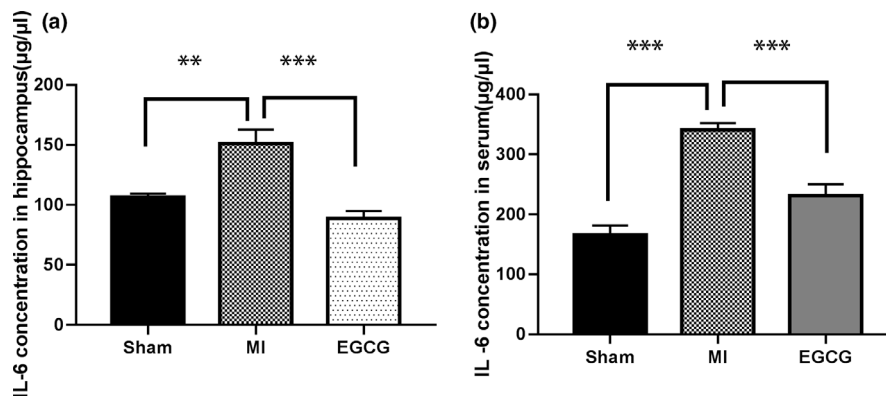 (a)
IL-6 concentration in hippocampus(µg/µl)
** ***
200
150
100
50
0
Sham MI EGCG
(b)
IL -6 concentration in serum(µg/µl)
*** ***
400
300
200
100
0
Sham MI EGCG